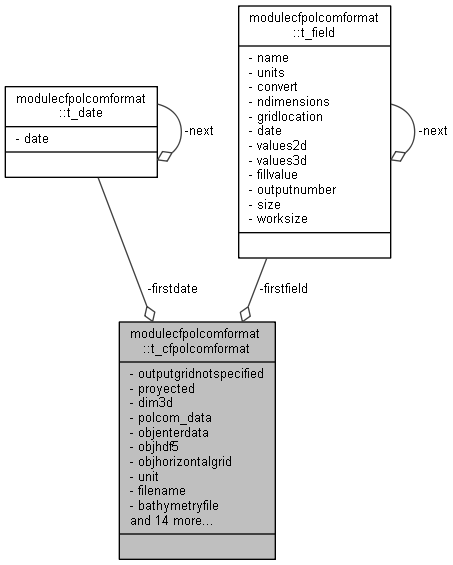 modulecfpolcomformat
::t_field
- name
- units
- convert
- ndimensions
- gridlocation
- date
- values2d
- values3d
- fillvalue
- outputnumber
- size
- worksize
-next
modulecfpolcomformat
::t_date
- date
-next
-firstdate
-firstfield
modulecfpolcomformat
::t_cfpolcomformat
- outputgridnotspecified
- proyected
- dim3d
- polcom_data
- objenterdata
- objhdf5
- objhorizontalgrid
- unit
- filename
- bathymetryfile
and 14 more...